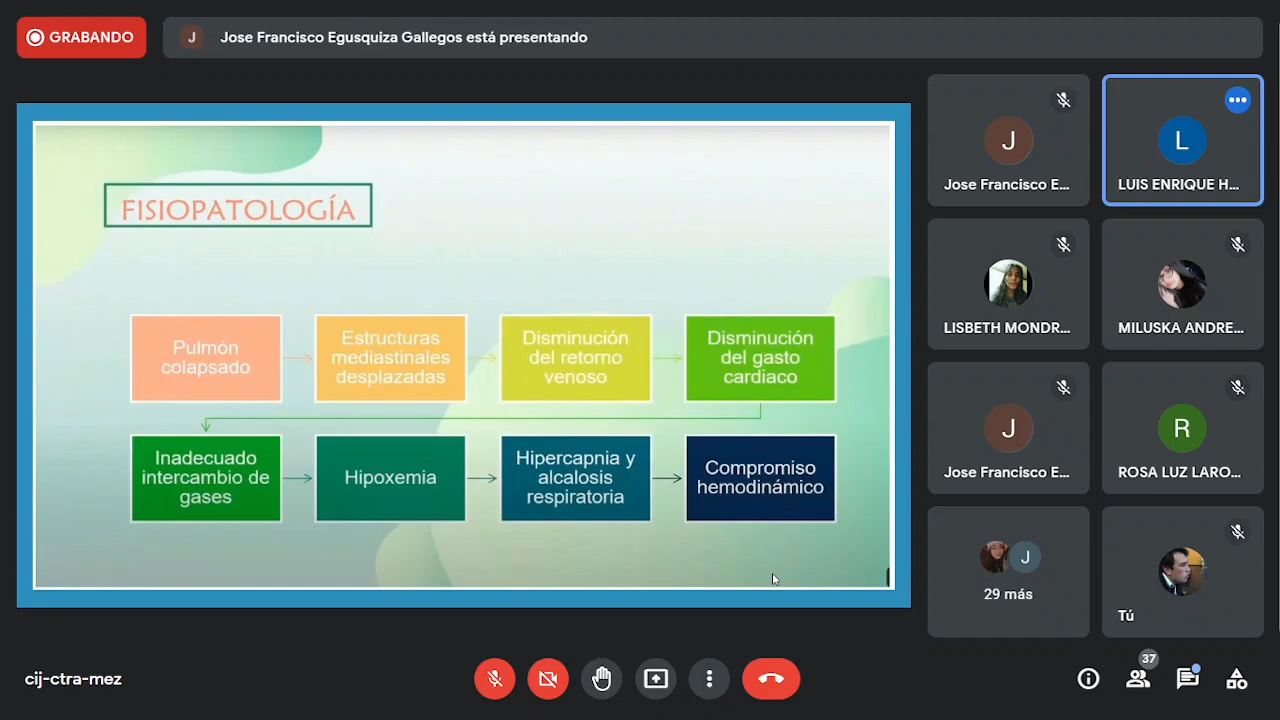 GRABANDO
J
Jose Francisco Egusquiza Gallegos está presentando
FISIOPATOLOGÍA
Pulmón
colapsado
Estructuras
mediastinales
desplazadas
Disminución
del retorno
venoso
Disminución
del gasto
cardiaco
Inadecuado
intercambio de
gases
Hipoxemia
Hipercapnia y
alcalosis
respiratoria
Compromiso
hemodinámico
J
Jose Francisco E...
L
LUIS ENRIQUE H...
LISBETH MONDR...
MILUSKA ANDRE...
J
Jose Francisco E...
R
ROSA LUZ LARO...
J
29 más
Tú
cij-ctra-mez
37